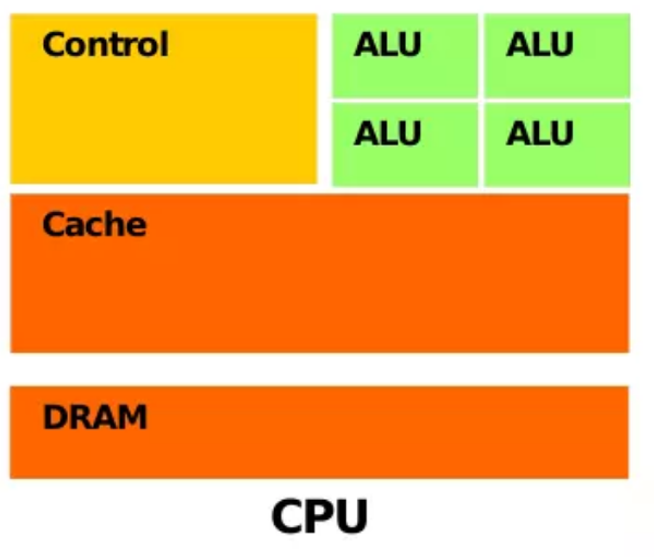 Control
ALU ALU
ALU ALU
Cache
DRAM
CPU